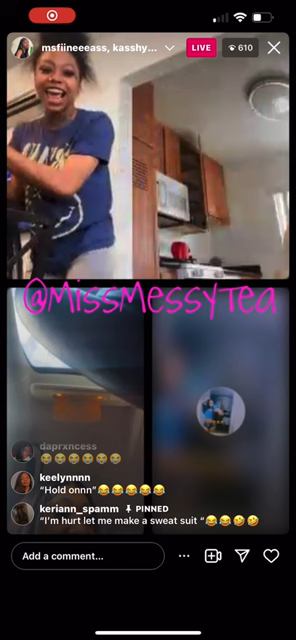 msfiineeeass, kasshy...
LIVE
610
@MissMessyTea
daprxncess
😭😭😭😭😭😭
keelynnnn
“Hold onnn”😂😂😂😂😂
keriann_spamm PINNED
“I'm hurt let me make a sweat suit “😂😂🤣🤣
Add a comment...